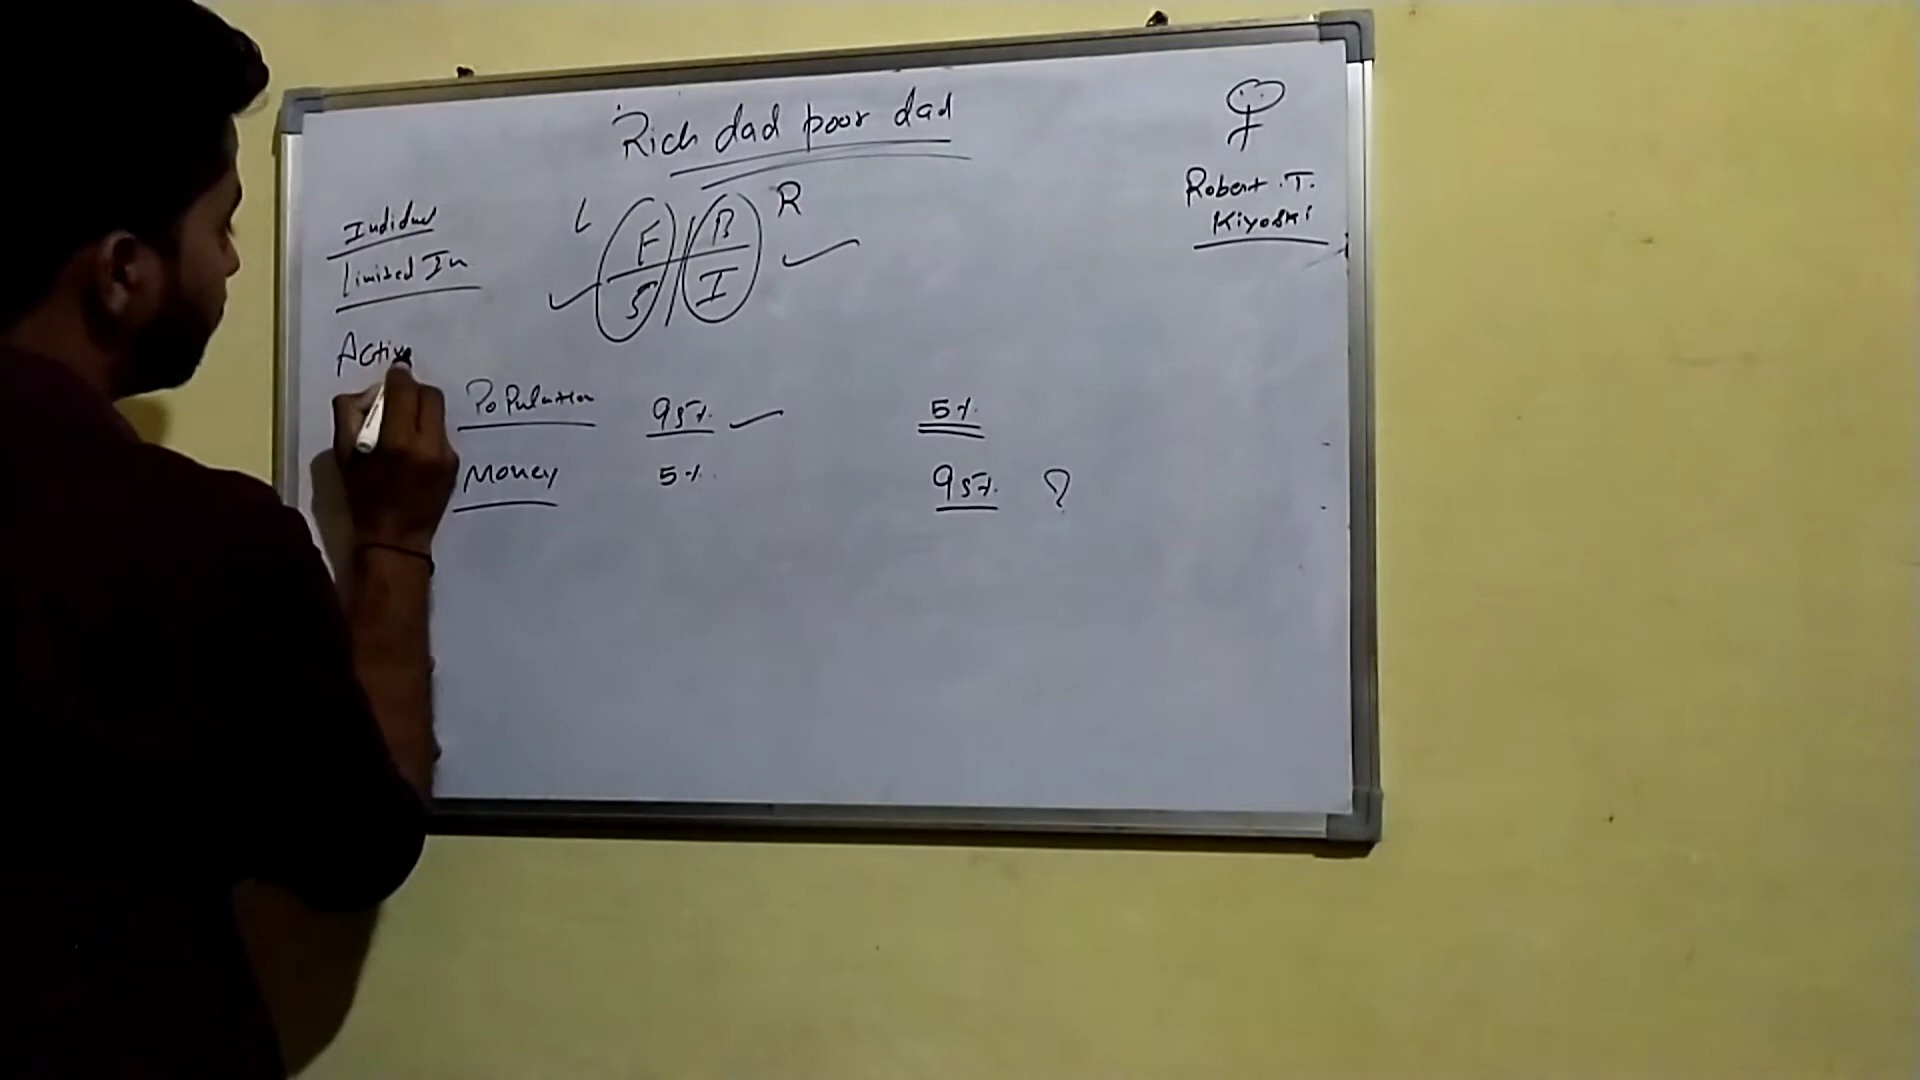 Rich dad poor dad
Robert .T.
Kiyoski
L R
F B
S I
Individual
Limited In
Active
Population 95% 5%
Money 5% 95% ?